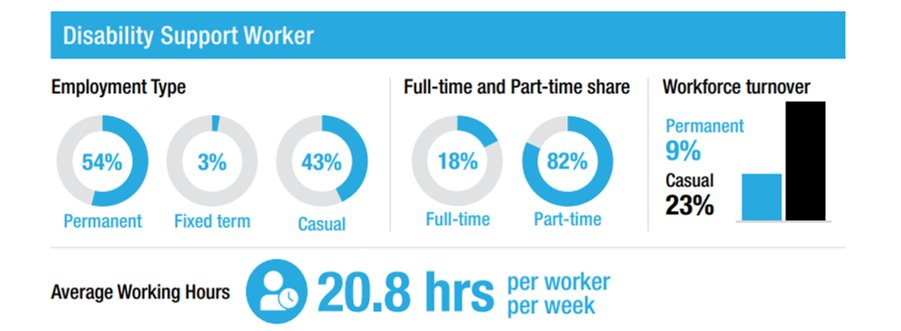 Disability Support Worker
Employment Type
54%
Permanent
3%
Fixed term
43%
Casual
Full-time and Part-time share
18%
Full-time
82%
Part-time
Workforce turnover
Permanent
9%
Casual
23%
Average Working Hours
20.8 hrs
per worker
per week